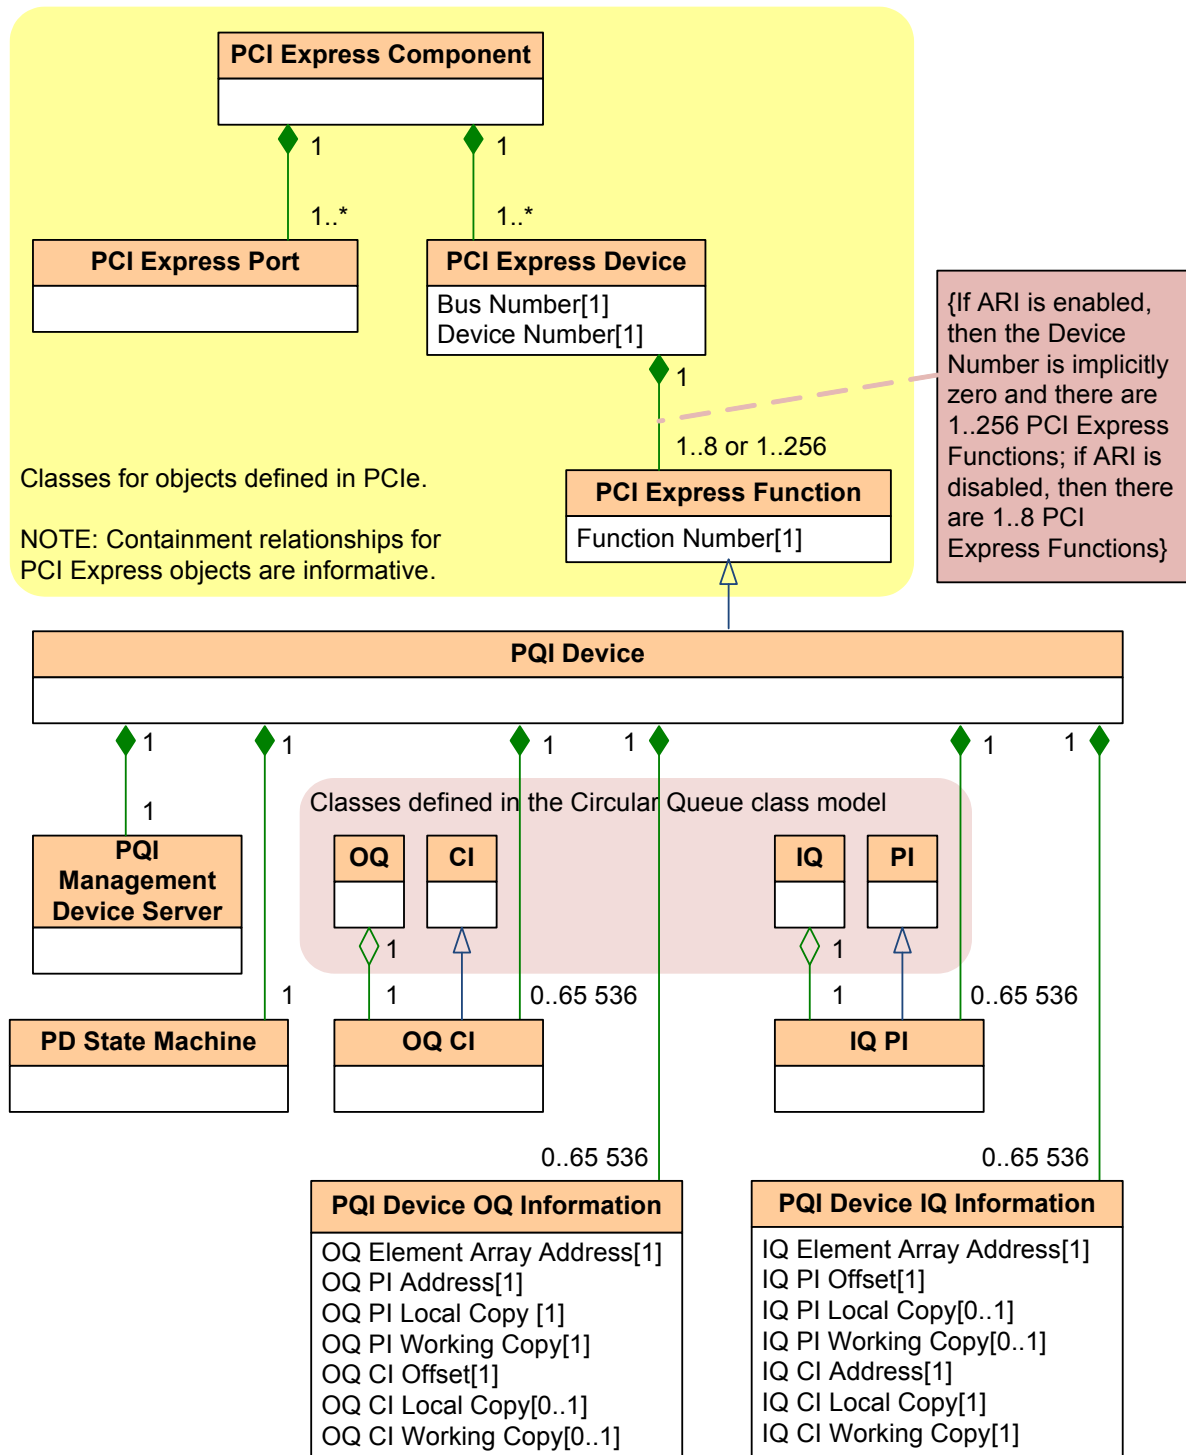 PCI Express Component
1
1
1..*
1..*
PCI Express Port
PCI Express Device
Bus Number[1]
Device Number[1]
1
1..8 or 1..256
{If ARI is enabled,
then the Device
Number is implicitly
zero and there are
1..256 PCI Express
Functions; if ARI is
disabled, then there
are 1..8 PCI
Express Functions}
Classes for objects defined in PCIe.
NOTE: Containment relationships for
PCI Express objects are informative.
PCI Express Function
Function Number[1]
PQI Device
1
1
1
1
1
1
Classes defined in the Circular Queue class model
1
PQI
Management
Device Server
OQ
CI
IQ
PI
1
1
1
1
0..65 536
1
0..65 536
PD State Machine
OQ CI
IQ PI
0..65 536
0..65 536
PQI Device OQ Information
OQ Element Array Address[1]
OQ PI Address[1]
OQ PI Local Copy [1]
OQ PI Working Copy[1]
OQ CI Offset[1]
OQ CI Local Copy[0..1]
OQ CI Working Copy[0..1]
PQI Device IQ Information
IQ Element Array Address[1]
IQ PI Offset[1]
IQ PI Local Copy[0..1]
IQ PI Working Copy[0..1]
IQ CI Address[1]
IQ CI Local Copy[1]
IQ CI Working Copy[1]